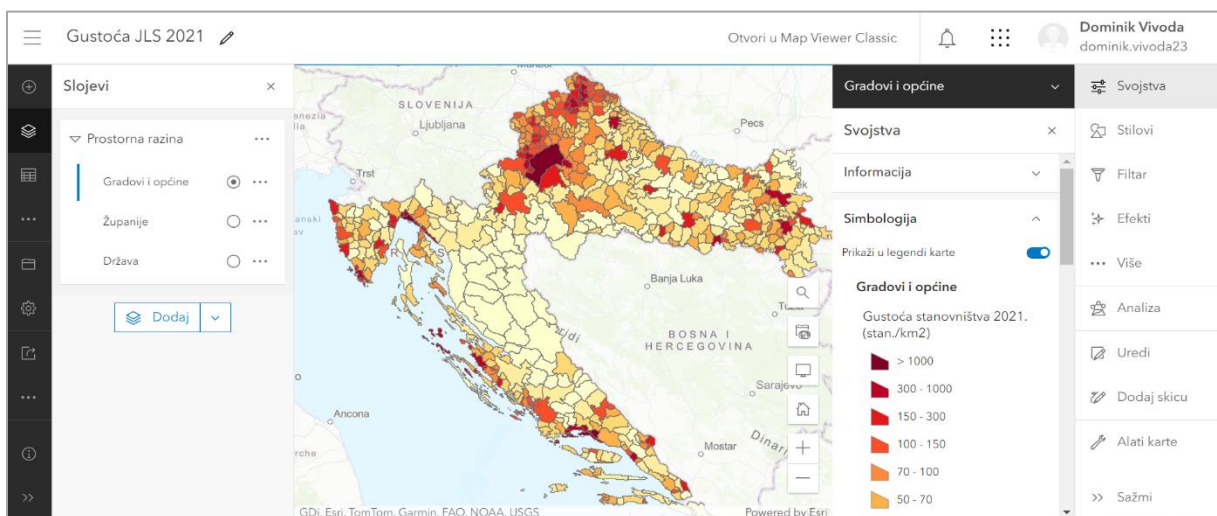 Gustoća JLS 2021
Otvori u Map Viewer Classic
Dominik Vivoda
dominik.vivoda23
Slojevi
Prostorna razina
Gradovi i općine
Županije
Država
Dodaj
SLOVENIJA
Ljubljana
Trst
Pecs
Banja Luka
BOSNA I
HERCEGOVINA
Sarajevo
Mostar
Ancona
GDi, Esri, TomTom, Garmin, FAO, NOAA, USGS
Powered by Esri
Gradovi i općine
Svojstva
Informacija
Simbologija
Prikaži u legendi karte
Gradovi i općine
Gustoća stanovništva 2021.
(stan./km2)
> 1000
300 - 1000
150 - 300
100 - 150
70 - 100
50 - 70
Svojstva
Stilovi
Filtar
Efekti
Više
Analiza
Uredi
Dodaj skicu
Alati karte
Sažmi